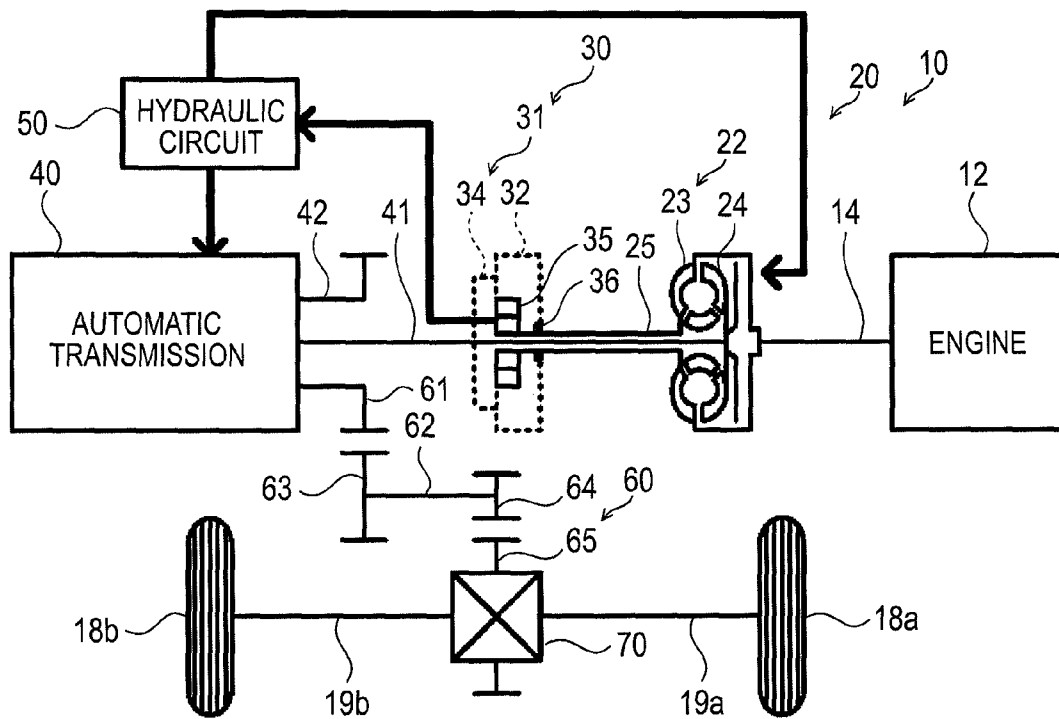 30
20
10
50
HYDRAULIC
CIRCUIT
31
22
40
42
41
34
32
35
36
25
23
24
14
12
AUTOMATIC
TRANSMISSION
ENGINE
61
62
63
64
60
65
18b
19b
70
19a
18a